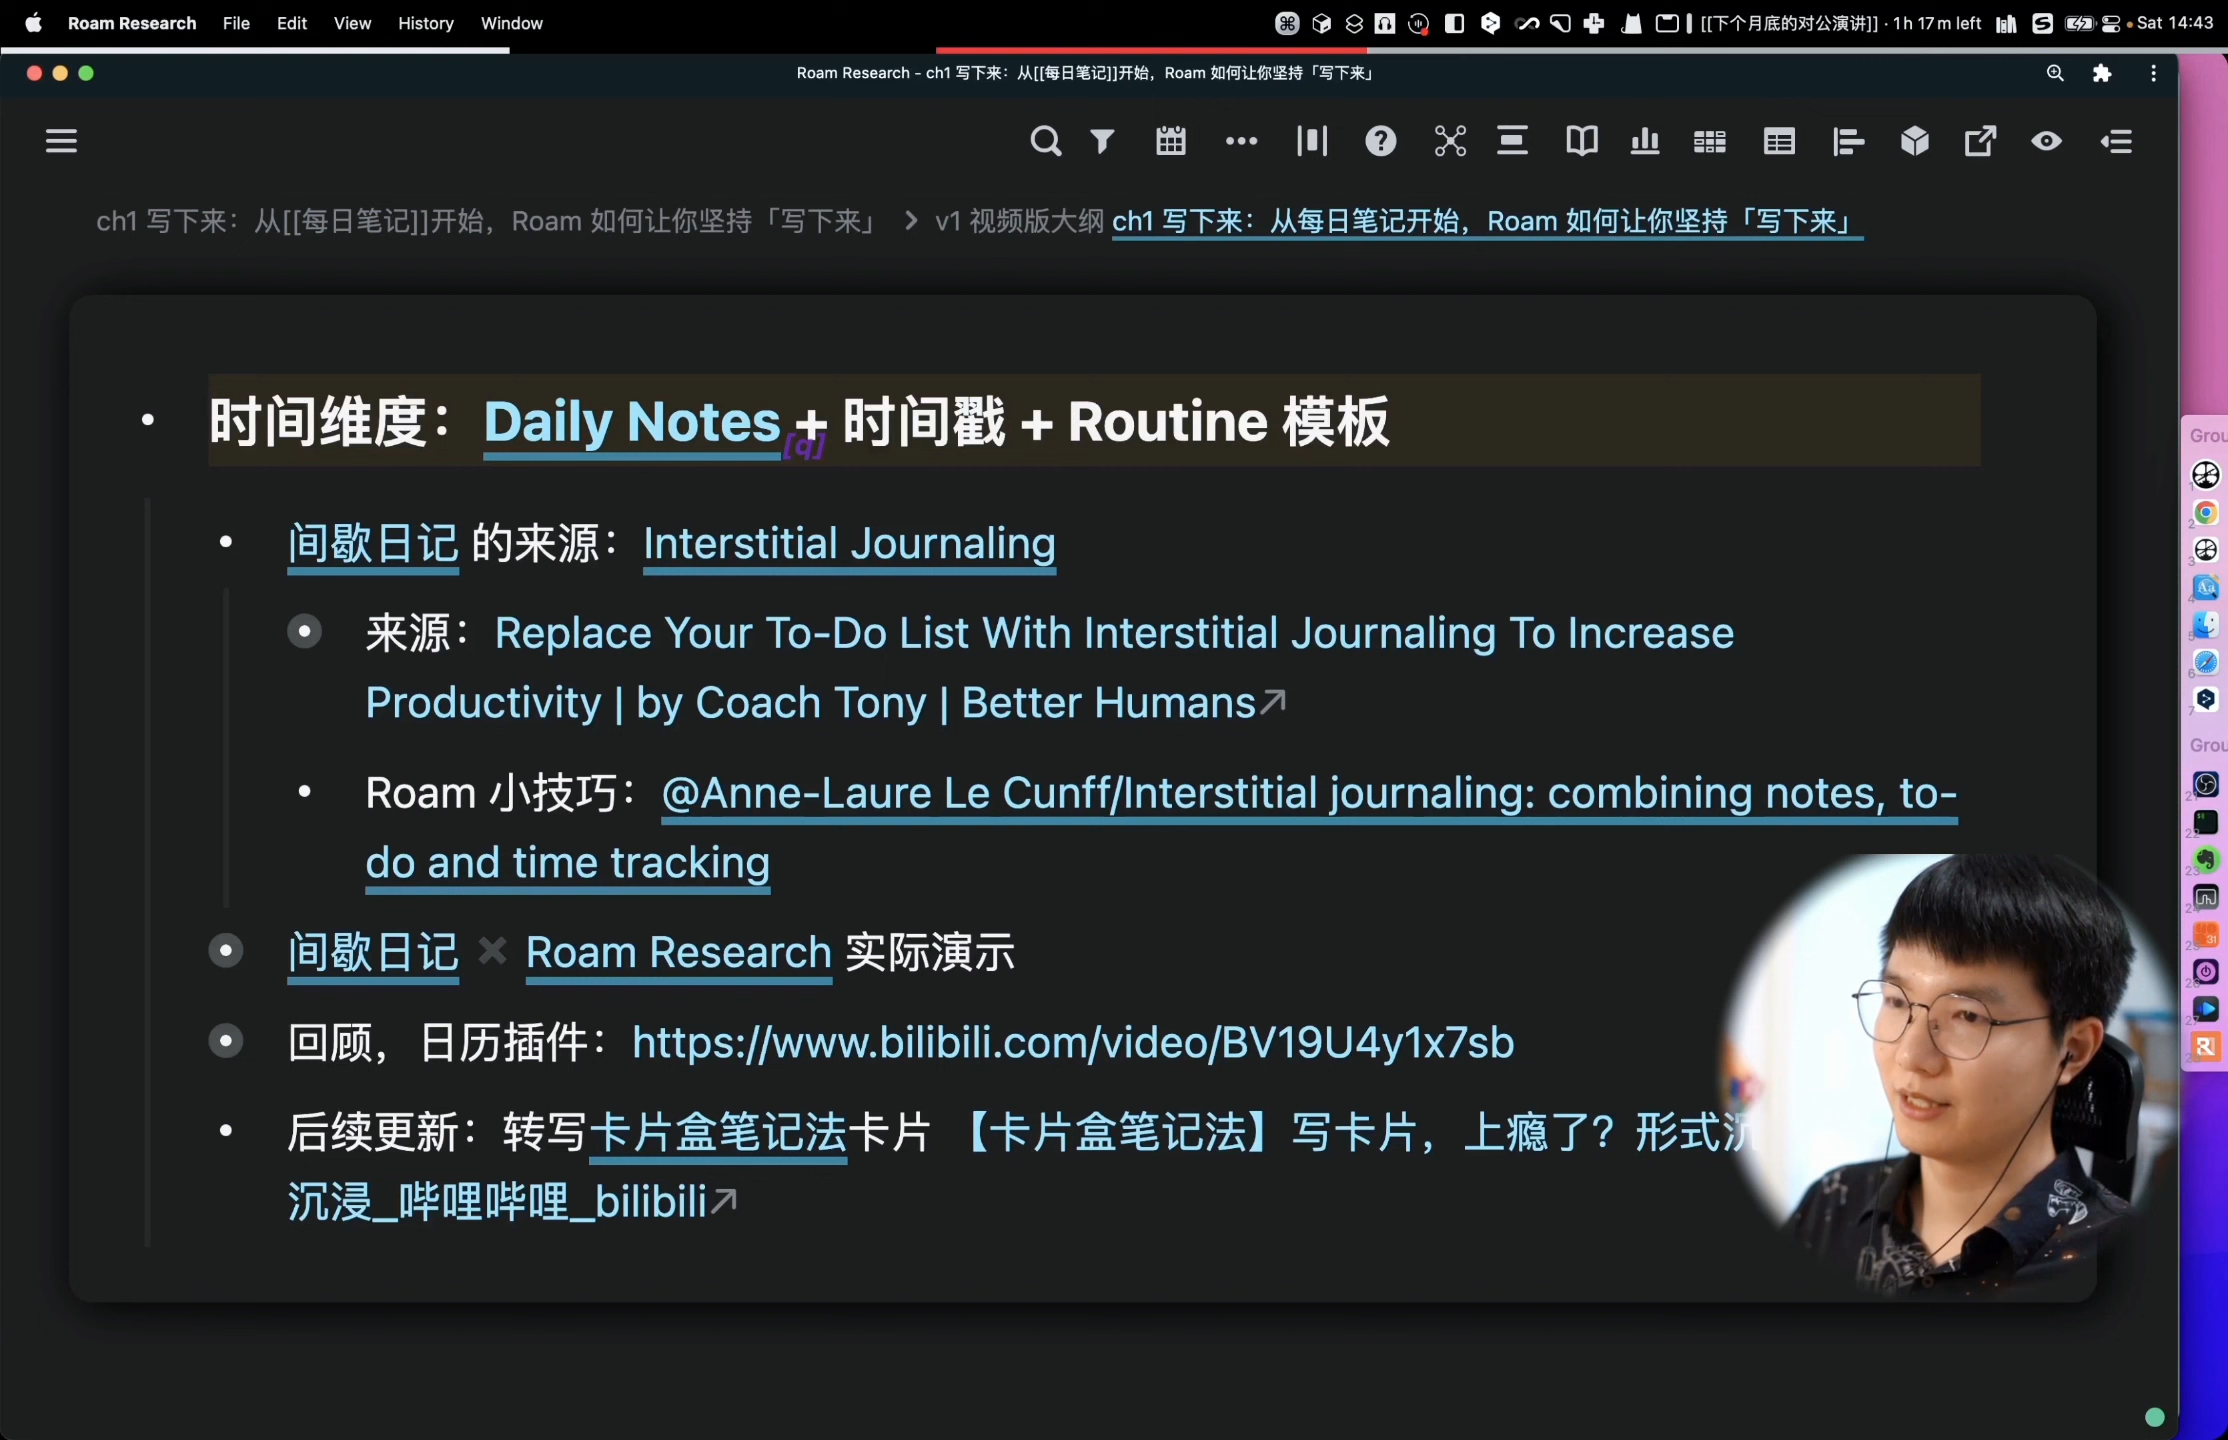 Roam Research File Edit View History Window [[下个月底的对公演讲]] · 1h 17m left Sat 14:43
Roam Research - ch1 写下来：从[[每日笔记]]开始，Roam 如何让你坚持「写下来」
ch1 写下来：从[[每日笔记]]开始，Roam 如何让你坚持「写下来」 > v1 视频版大纲 ch1 写下来：从每日笔记开始，Roam 如何让你坚持「写下来」
时间维度：Daily Notes + 时间戳 + Routine 模板
[q]
间歇日记 的来源：Interstitial Journaling
来源：Replace Your To-Do List With Interstitial Journaling To Increase
Productivity | by Coach Tony | Better Humans
Roam 小技巧：@Anne-Laure Le Cunff/Interstitial journaling: combining notes, to-
do and time tracking
间歇日记 ✖ Roam Research 实际演示
回顾，日历插件：https://www.bilibili.com/video/BV19U4y1x7sb
后续更新：转写卡片盒笔记法卡片 【卡片盒笔记法】写卡片，上瘾了？形式
沉浸_哔哩哔哩_bilibili
Grou
Grou